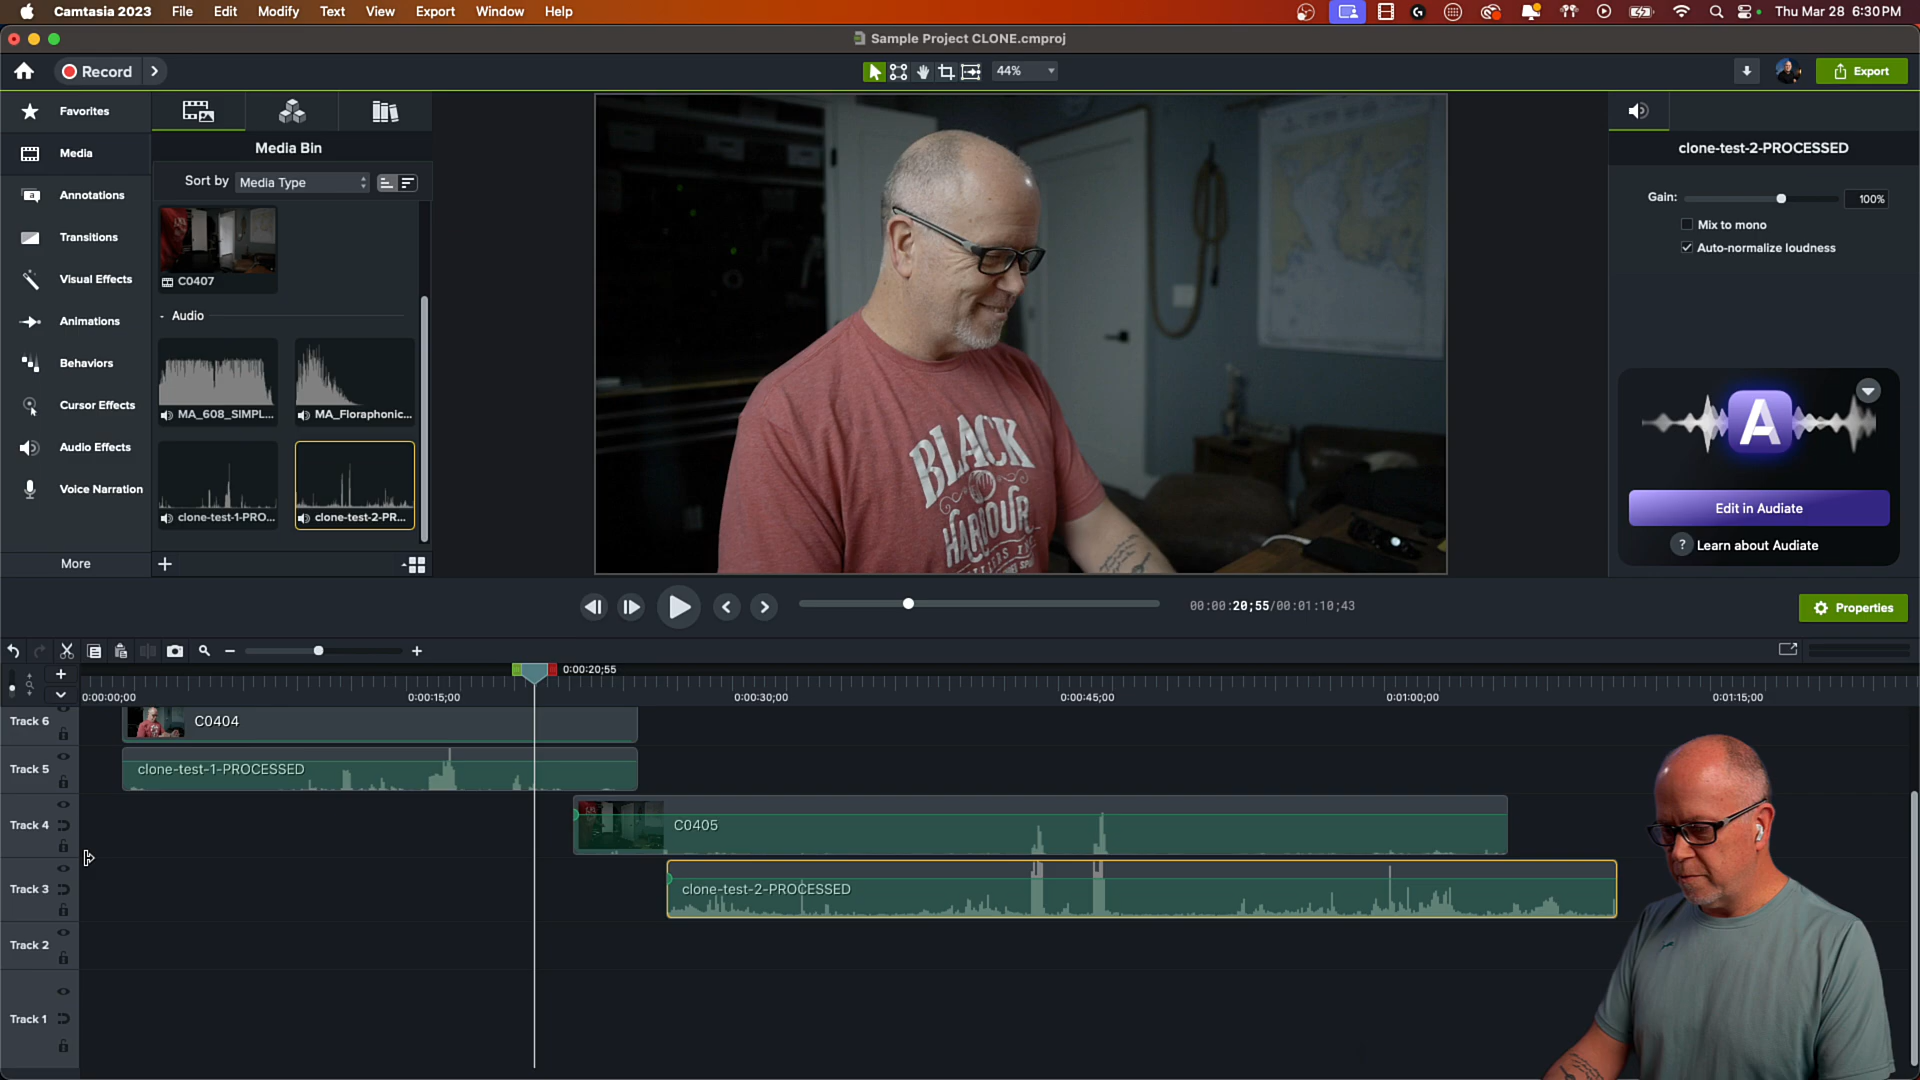 Camtasia 2023 File Edit Modify Text View Export Window Help Thu Mar 28 6:30 PM
Sample Project CLONE.cmproj
Record 44% Export
Favorites
Media
Annotations
Transitions
Visual Effects
Animations
Behaviors
Cursor Effects
Audio Effects
Voice Narration
More
Media Bin
Sort by Media Type
C0407
- Audio
MA_608_SIMPL... MA_Floraphonic...
clone-test-1-PRO... clone-test-2-PR...
BLACK
HARBOUR
clone-test-2-PROCESSED
Gain: 100%
Mix to mono
Auto-normalize loudness
A
Edit in Audiate
? Learn about Audiate
00:00:20;55/00:01:10;43
Properties
0:00:20;55
0:00:00;00 0:00:15;00 0:00:30;00 0:00:45;00 0:01:00;00 0:01:15;00
Track 6 C0404
Track 5 clone-test-1-PROCESSED
Track 4 C0405
Track 3 clone-test-2-PROCESSED
Track 2
Track 1